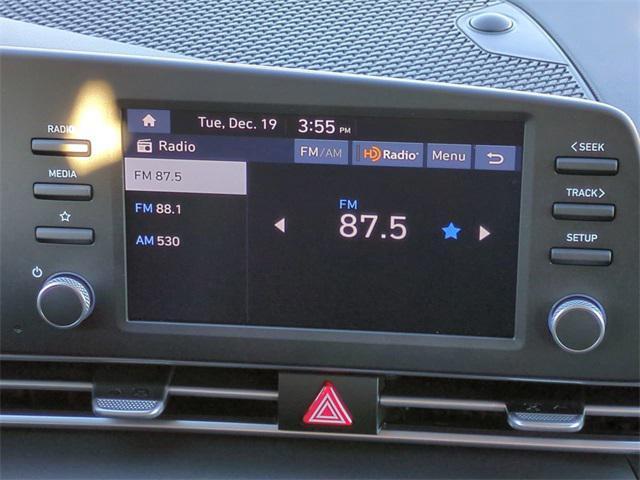 Tue, Dec. 19 3:55 PM
RADIO
Radio FM/AM HD Radio Menu
<SEEK
MEDIA
FM 87.5
TRACK>
FM 88.1
FM
87.5
SETUP
AM 530